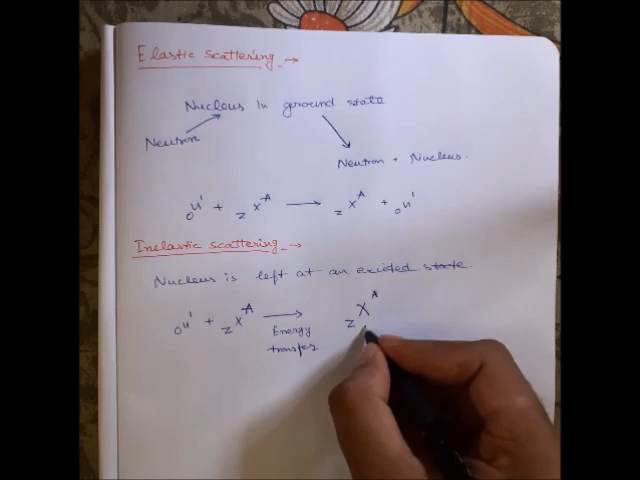 Elastic scattering →
Nucleus in ground state
Neutron
Neutron + Nucleus.
₀n¹ + zXᴬ → zXᴬ + ₀n¹
Inelastic scattering →
Nucleus is left at an excited state
₀n¹ + zXᴬ → zXᴬ
Energy
transfer